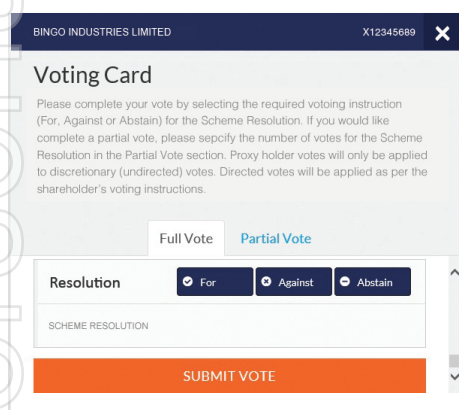 BINGO INDUSTRIES LIMITED X12345689
Voting Card
Please complete your vote by selecting the required votoing instruction
(For, Against or Abstain) for the Scheme Resolution. If you would like
complete a partial vote, please sepcify the number of votes for the Scheme
Resolution in the Partial Vote section. Proxy holder votes will only be applied
to discretionary (undirected) votes. Directed votes will be applied as per the
shareholder's voting instructions.
Full Vote Partial Vote
Resolution For Against Abstain
SCHEME RESOLUTION
SUBMIT VOTE